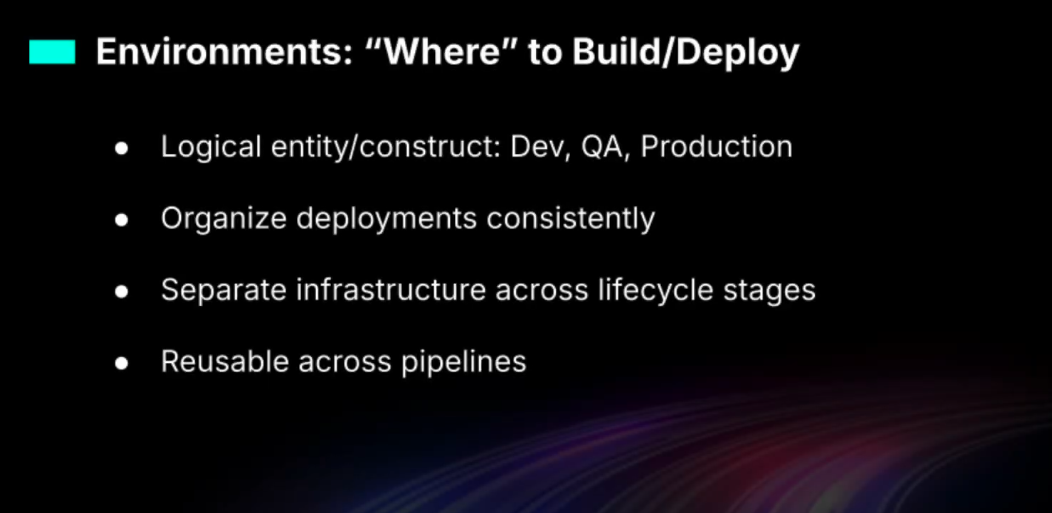 Environments: “Where” to Build/Deploy
● Logical entity/construct: Dev, QA, Production
● Organize deployments consistently
● Separate infrastructure across lifecycle stages
● Reusable across pipelines